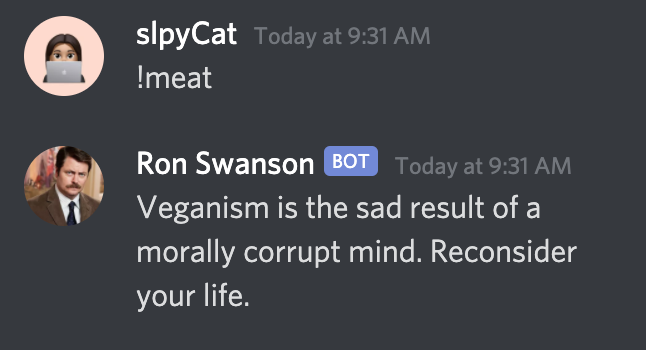 slpyCat Today at 9:31 AM
!meat
Ron Swanson BOT Today at 9:31 AM
Veganism is the sad result of a
morally corrupt mind. Reconsider
your life.